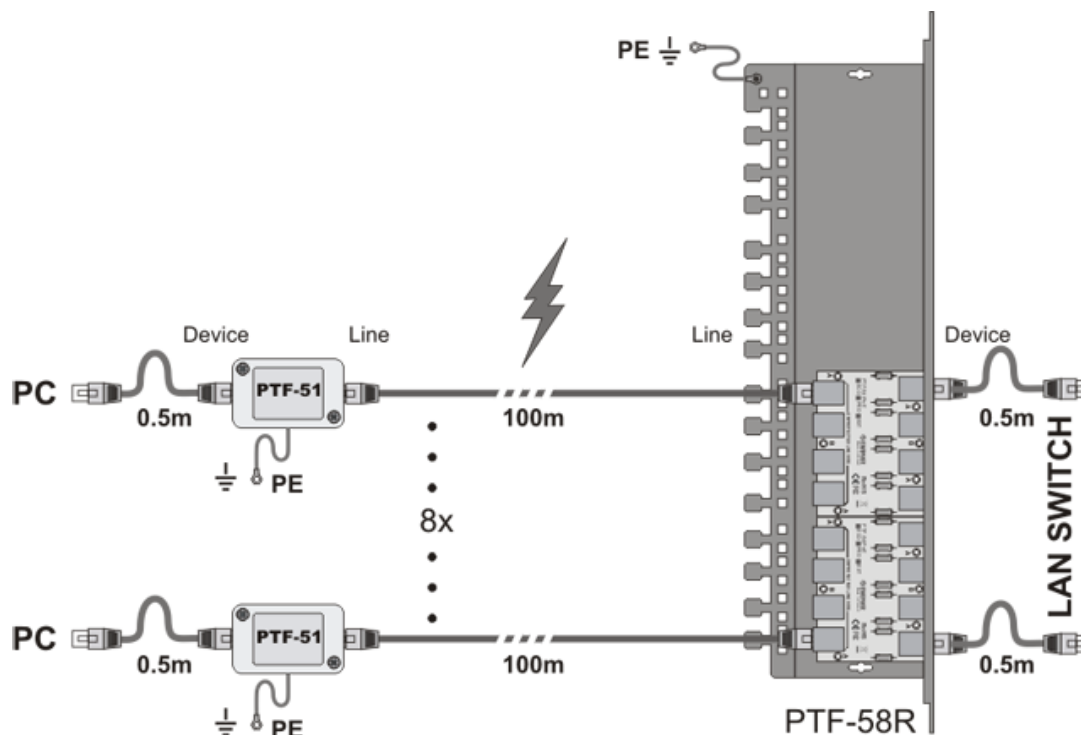 PE
Device
Line
Line
Device
PC
PTF-51
0.5m
100m
0.5m
PE
8x
LAN SWITCH
PC
PTF-51
0.5m
100m
0.5m
PE
PTF-58R